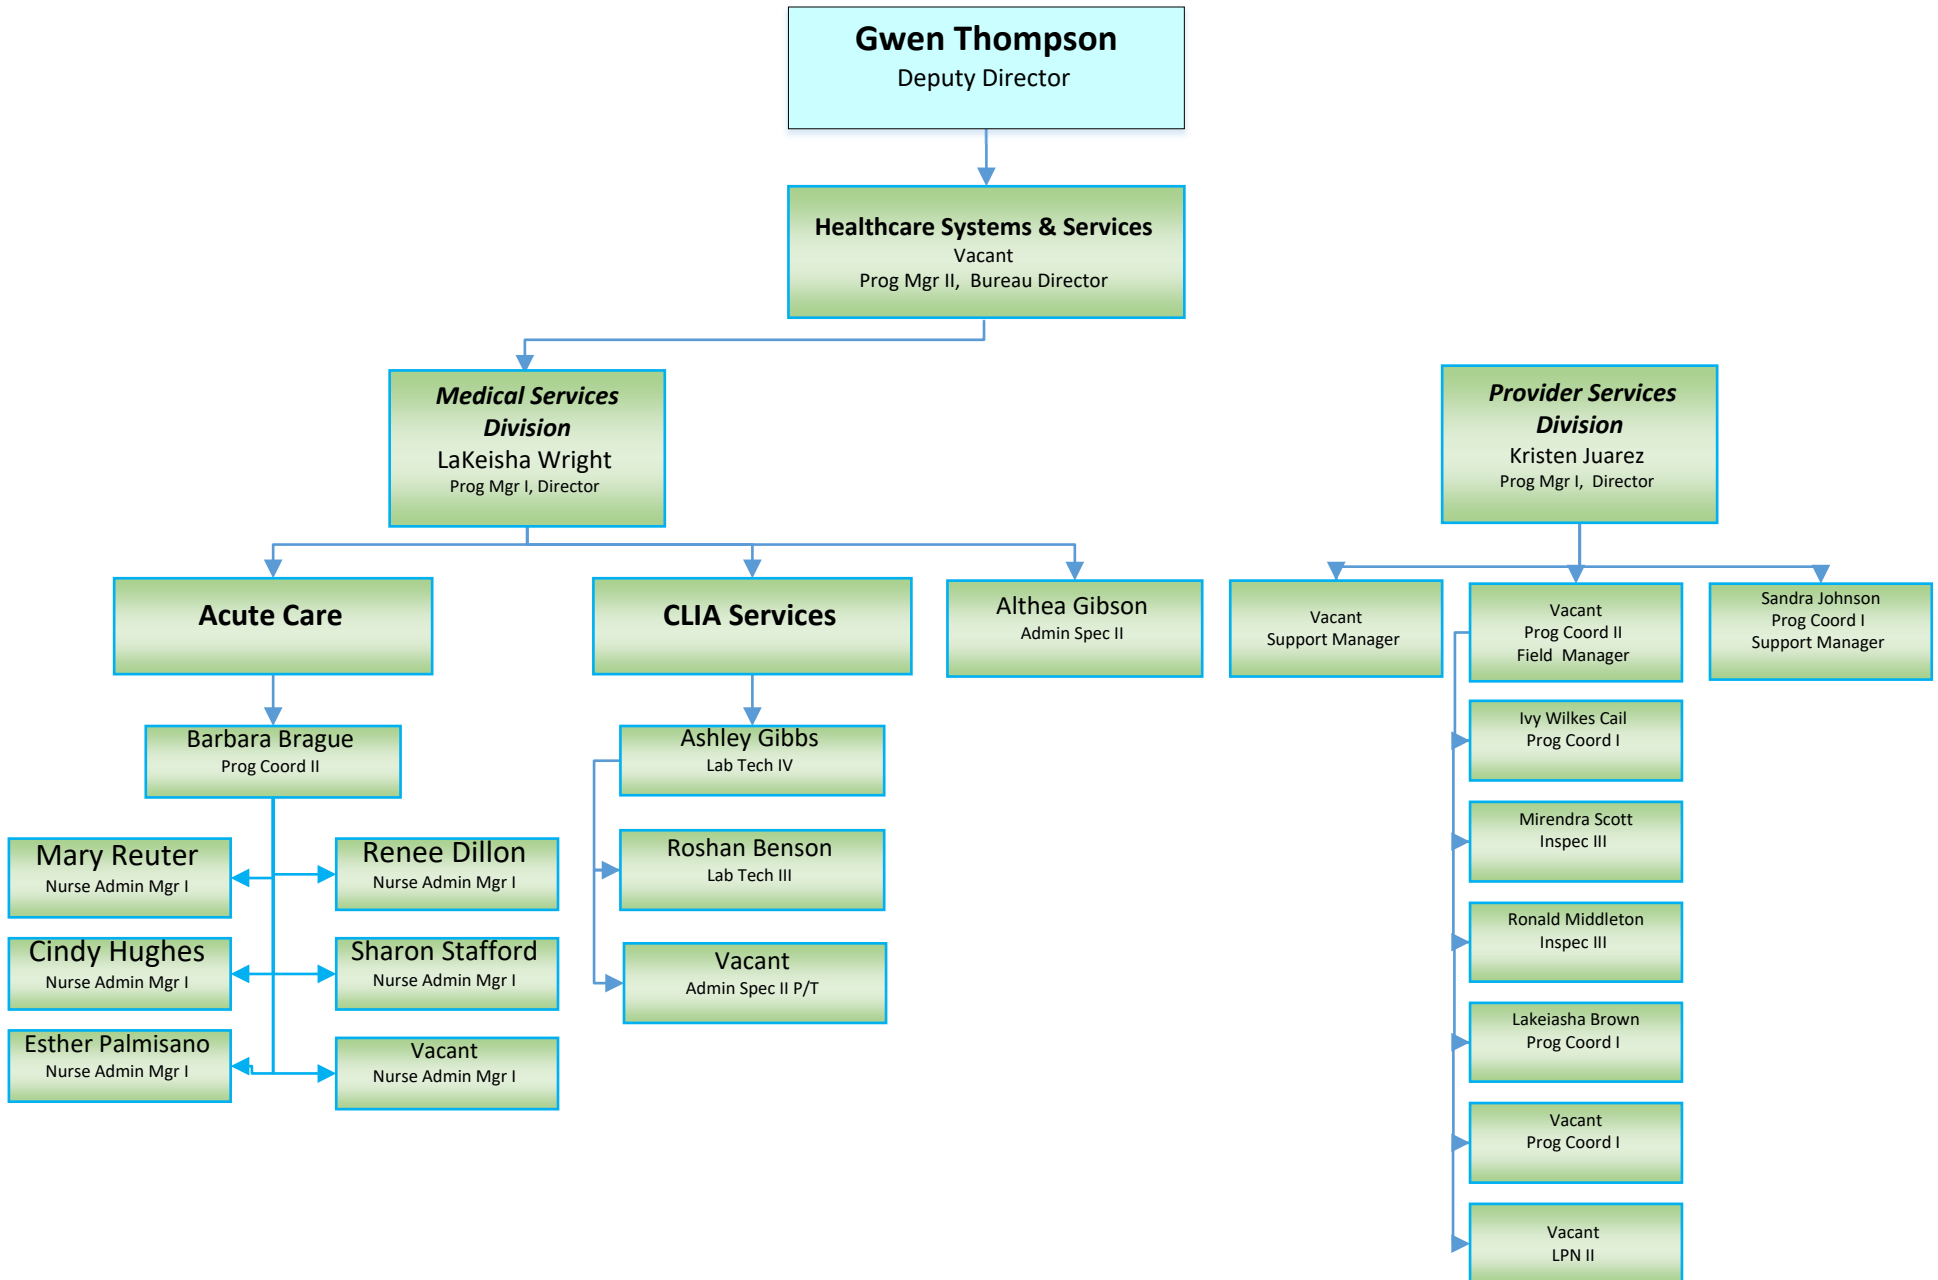 Gwen Thompson
Deputy Director
Healthcare Systems & Services
Vacant
Prog Mgr II,  Bureau Director
Medical Services
Division
LaKeisha Wright
Prog Mgr I, Director
Provider Services
Division
Kristen Juarez
Prog Mgr I,  Director
Acute Care
CLIA Services
Althea Gibson
Admin Spec II
Vacant
Support Manager
Vacant
Prog Coord II
Field  Manager
Sandra Johnson
Prog Coord I
Support Manager
Barbara Brague
Prog Coord II
Mary Reuter
Nurse Admin Mgr I
Renee Dillon
Nurse Admin Mgr I
Cindy Hughes
Nurse Admin Mgr I
Sharon Stafford
Nurse Admin Mgr I
Esther Palmisano
Nurse Admin Mgr I
Vacant
Nurse Admin Mgr I
Ashley Gibbs
Lab Tech IV
Roshan Benson
Lab Tech III
Vacant
Admin Spec II P/T
Ivy Wilkes Cail
Prog Coord I
Mirendra Scott
Inspec III
Ronald Middleton
Inspec III
Lakeiasha Brown
Prog Coord I
Vacant
Prog Coord I
Vacant
LPN II